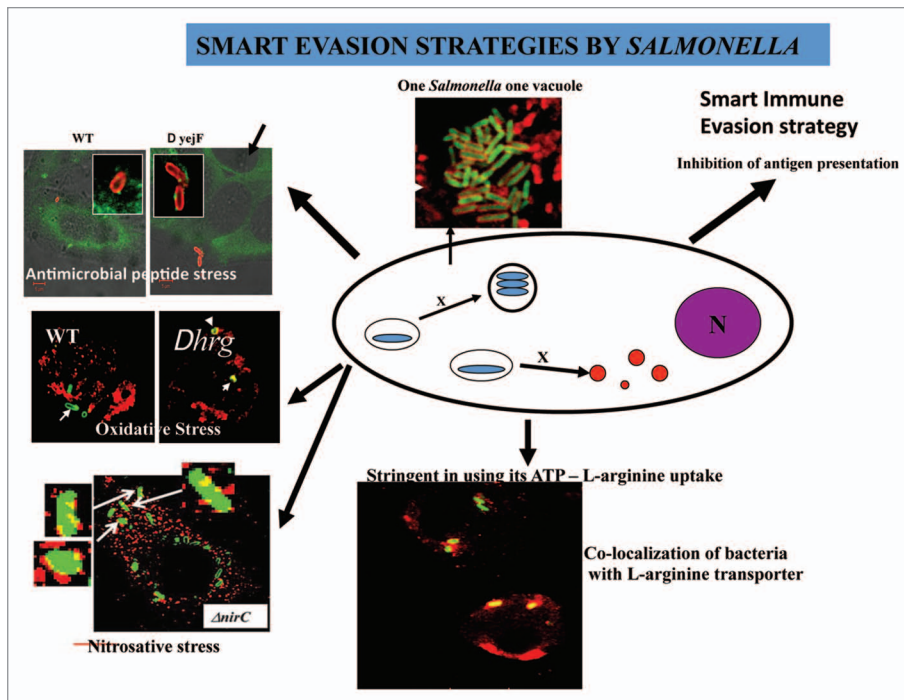 SMART EVASION STRATEGIES BY SALMONELLA
One Salmonella one vacuole
Smart Immune
Evasion strategy
Inhibition of antigen presentation
WT
D yejF
Antimicrobial peptide stress
WT
Dhrg
Oxidative Stress
X
X
N
Stringent in using its ATP – L-arginine uptake
Co-localization of bacteria
with L-arginine transporter
ΔnirC
Nitrosative stress